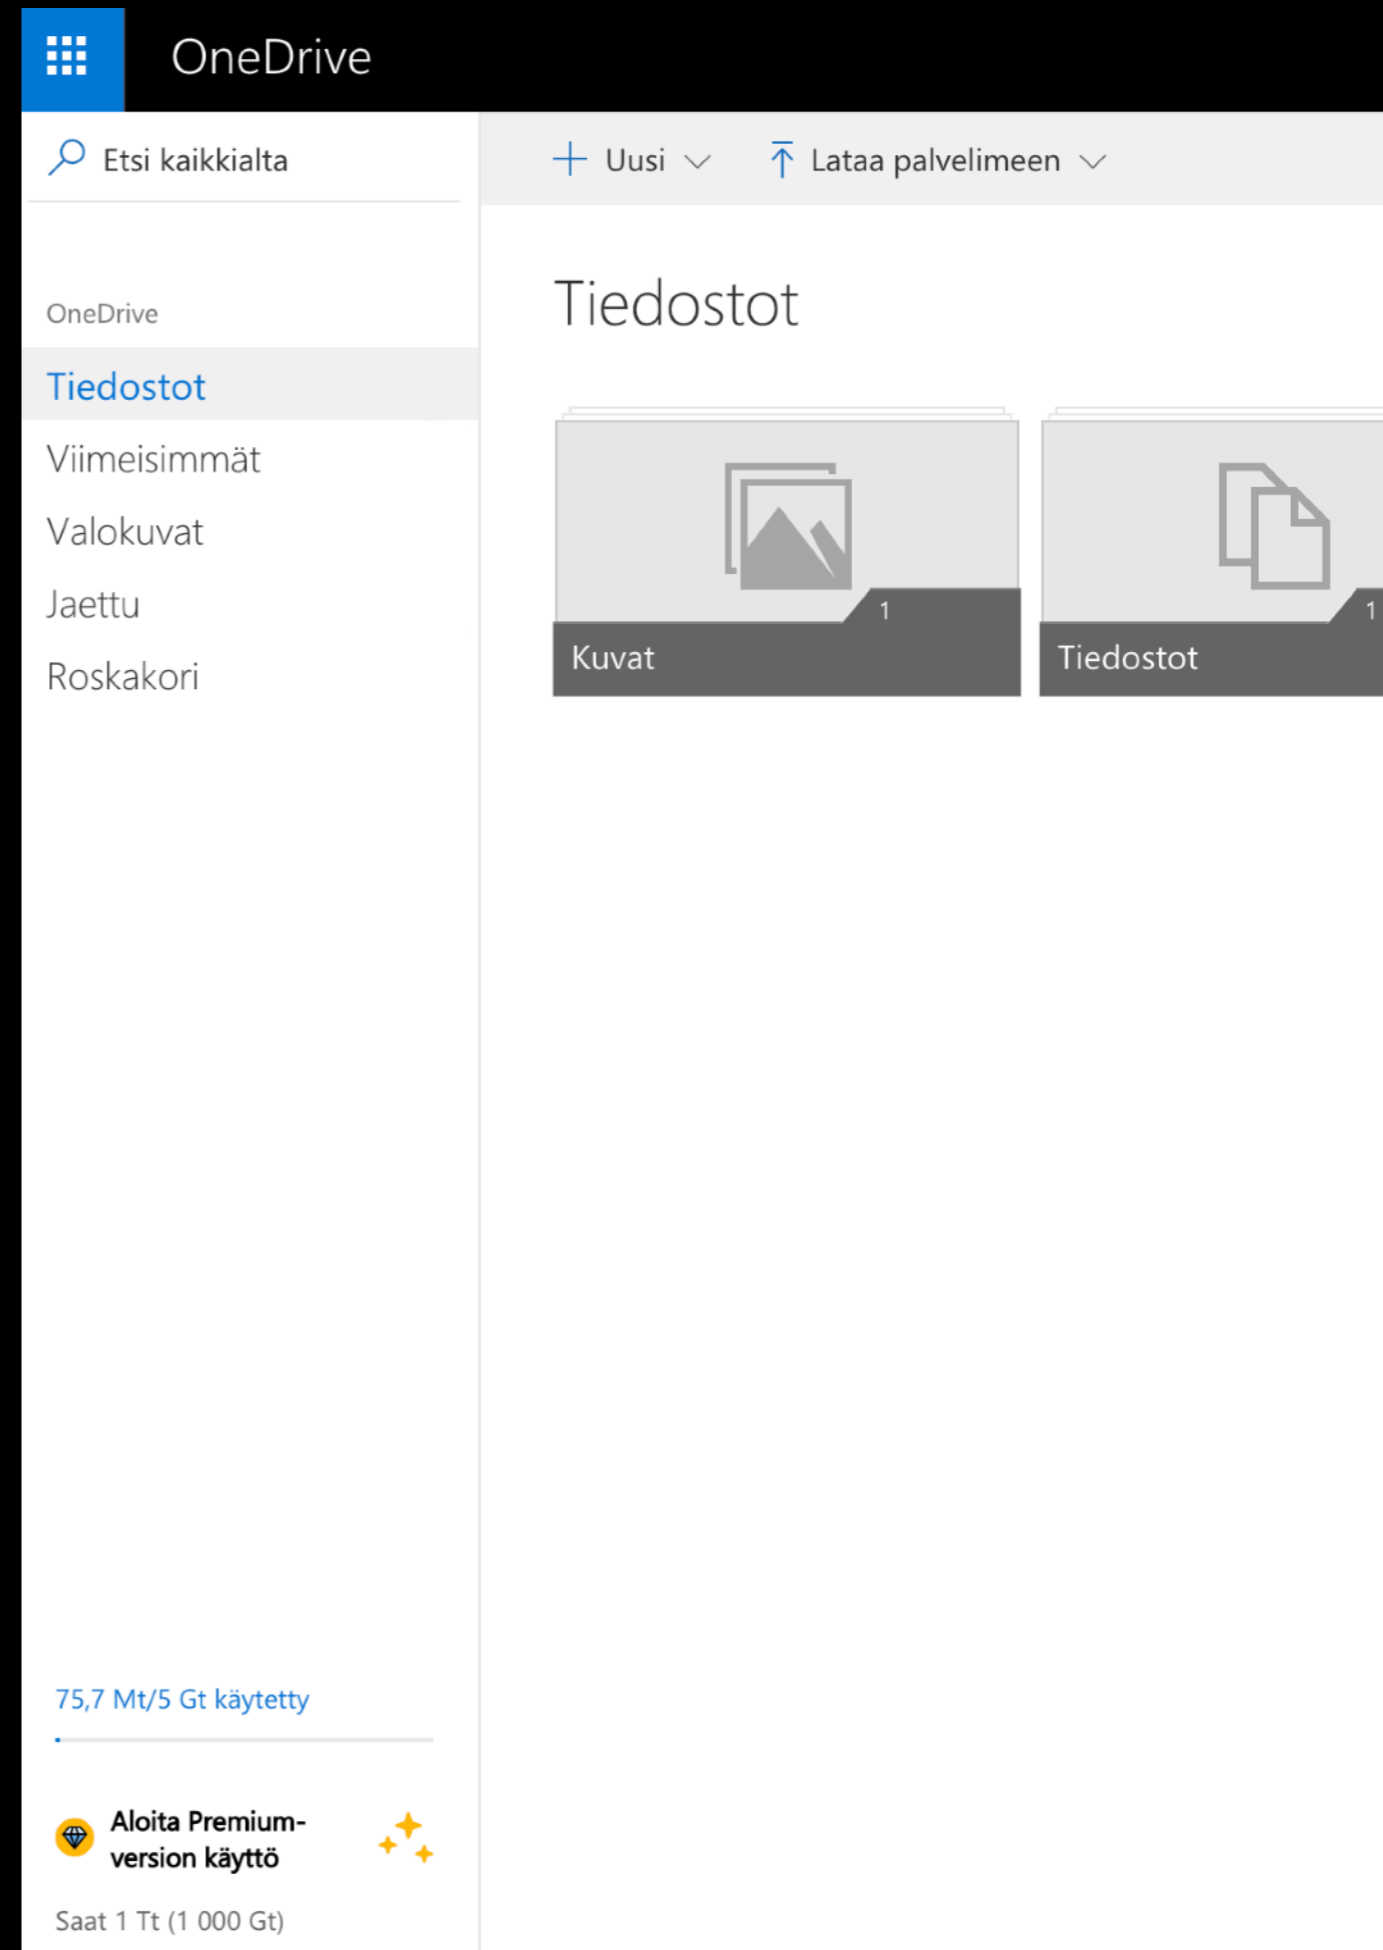 OneDrive
Etsi kaikkialta
Uusi
Lataa palvelimeen
OneDrive
Tiedostot
Viimeisimmät
Valokuvat
Jaettu
Roskakori
Tiedostot
1
Kuvat
1
Tiedostot
75,7 Mt/5 Gt käytetty
Aloita Premium-
version käyttö
Saat 1 Tt (1 000 Gt)